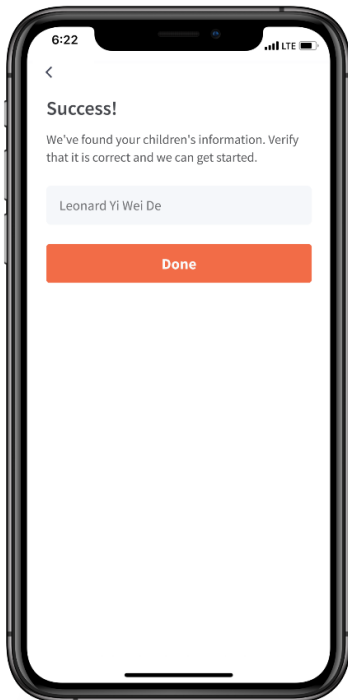 6:22
LTE
Success!
We've found your children's information. Verify
that it is correct and we can get started.
Leonard Yi Wei De
Done